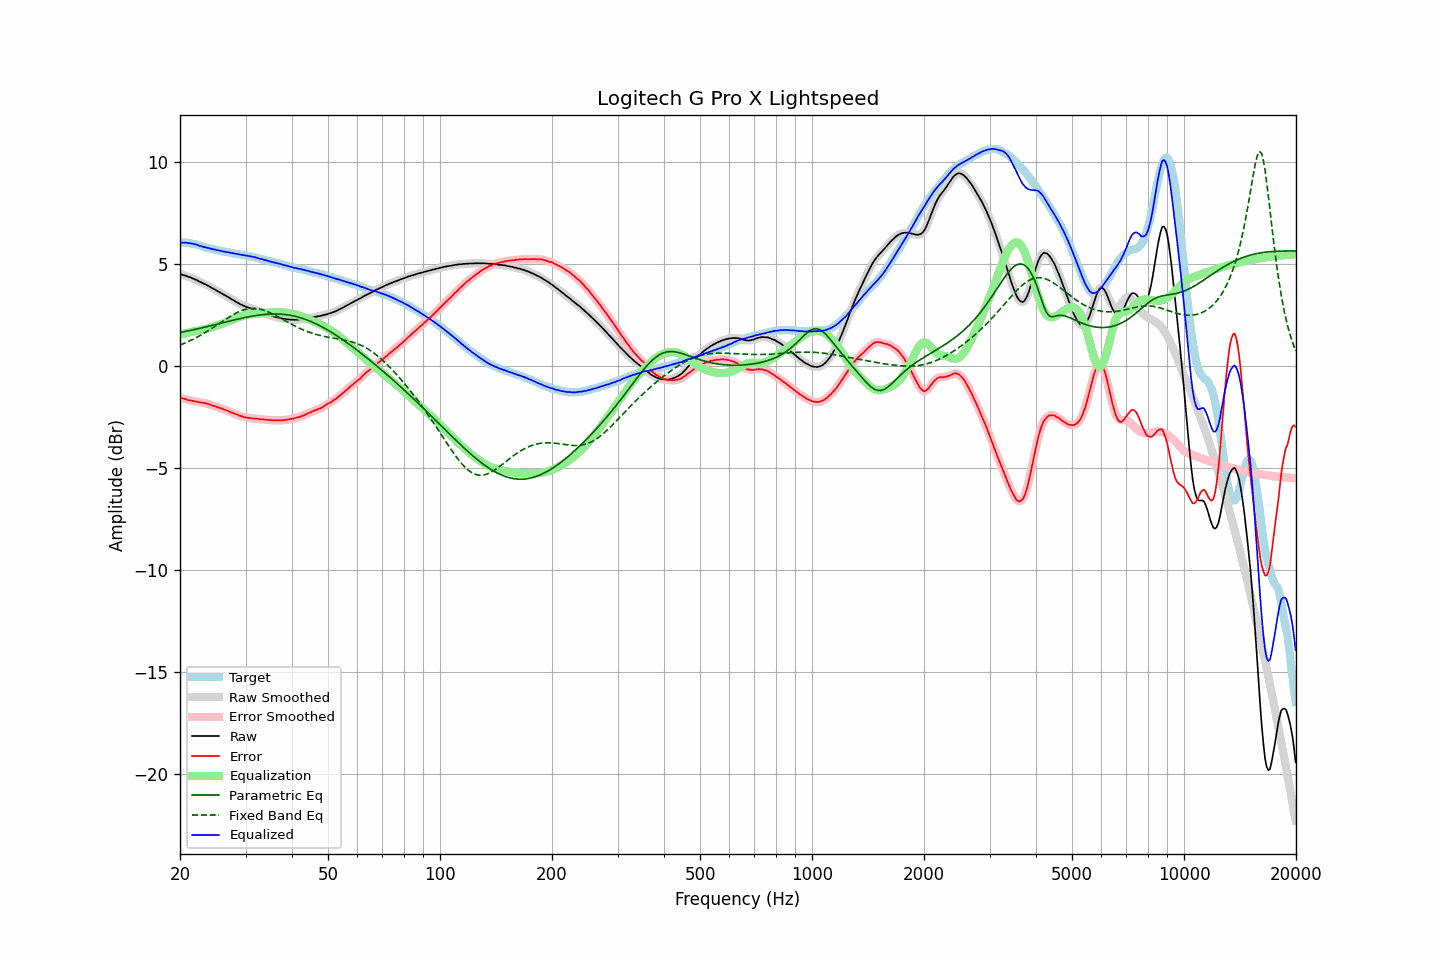 Logitech G Pro X Lightspeed
Amplitude (dBr)
10
5
0
−5
−10
−15
−20
Target
Raw Smoothed
Error Smoothed
Raw
Error
Equalization
Parametric Eq
Fixed Band Eq
Equalized
20 50 100 200 500 1000 2000 5000 10000 20000
Frequency (Hz)